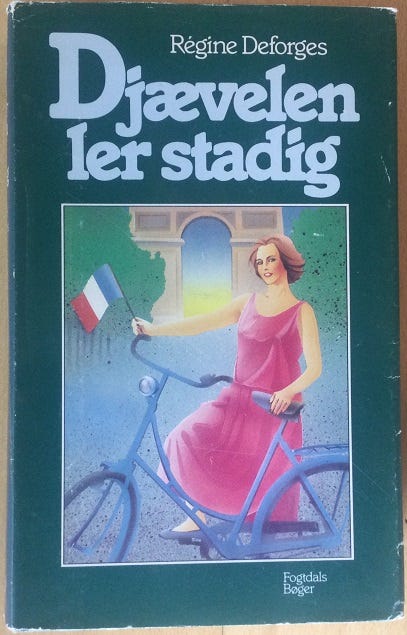 Régine Deforges
Djævelen
ler stadig
Fogtdals
Bøger